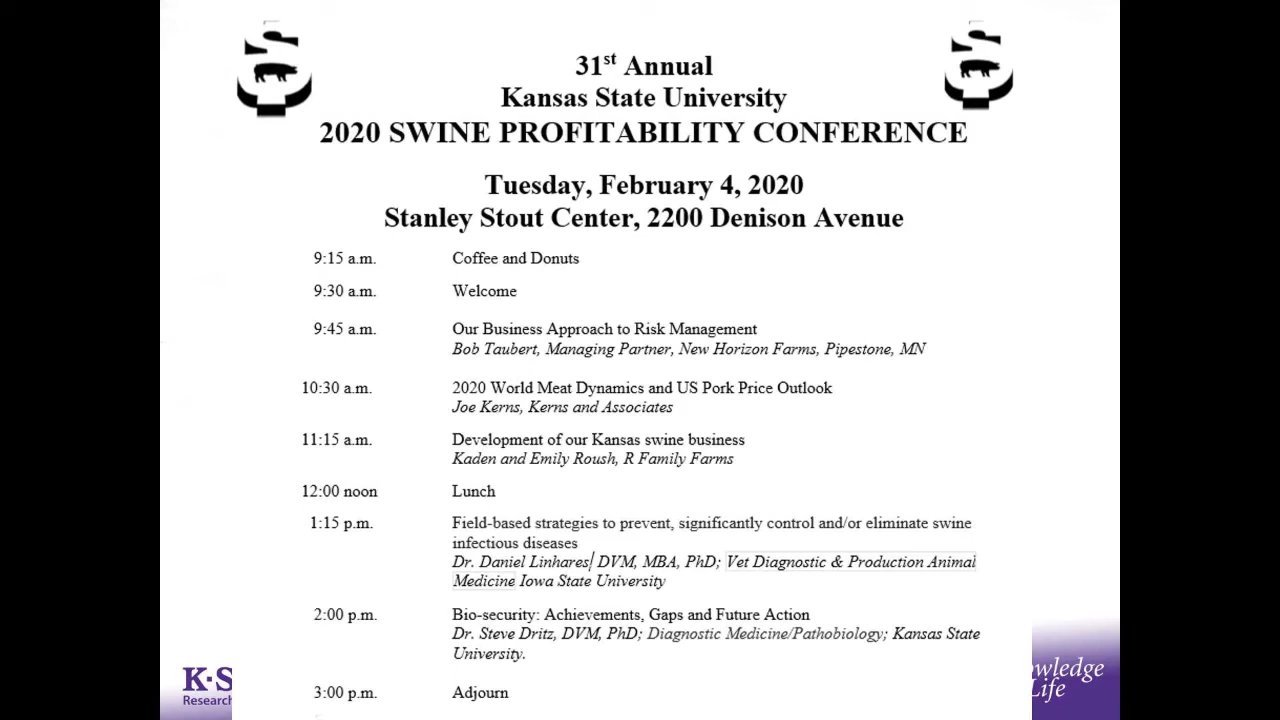 31st Annual
Kansas State University
2020 SWINE PROFITABILITY CONFERENCE
Tuesday, February 4, 2020
Stanley Stout Center, 2200 Denison Avenue
9:15 a.m. Coffee and Donuts
9:30 a.m. Welcome
9:45 a.m. Our Business Approach to Risk Management
Bob Taubert, Managing Partner, New Horizon Farms, Pipestone, MN
10:30 a.m. 2020 World Meat Dynamics and US Pork Price Outlook
Joe Kerns, Kerns and Associates
11:15 a.m. Development of our Kansas swine business
Kaden and Emily Roush, R Family Farms
12:00 noon Lunch
1:15 p.m. Field-based strategies to prevent, significantly control and/or eliminate swine
infectious diseases
Dr. Daniel Linhares/ DVM, MBA, PhD; Vet Diagnostic & Production Animal
Medicine Iowa State University
2:00 p.m. Bio-security: Achievements, Gaps and Future Action
Dr. Steve Dritz, DVM, PhD; Diagnostic Medicine/Pathobiology; Kansas State
University.
3:00 p.m. Adjourn
K-S
Research
owledge
Life